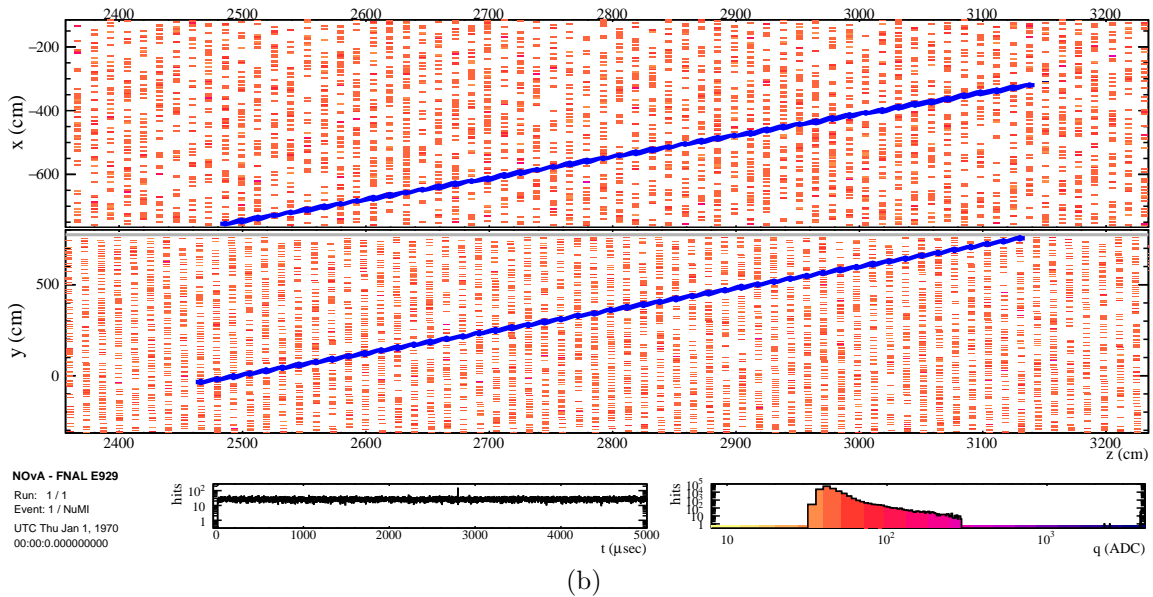 2400 2500 2600 2700 2800 2900 3000 3100 3200
x (cm)
−200
−400
−600
y (cm)
500
0
2400 2500 2600 2700 2800 2900 3000 3100 3200
z (cm)
NOvA - FNAL E929
Run: 1 / 1
Event: 1 / NuMI
UTC Thu Jan 1, 1970
00:00:0.000000000
hits
10²
10
1
0 1000 2000 3000 4000 5000
t (μsec)
hits
10⁵
10⁴
10³
10²
10
1
10 10² 10³
q (ADC)
(b)